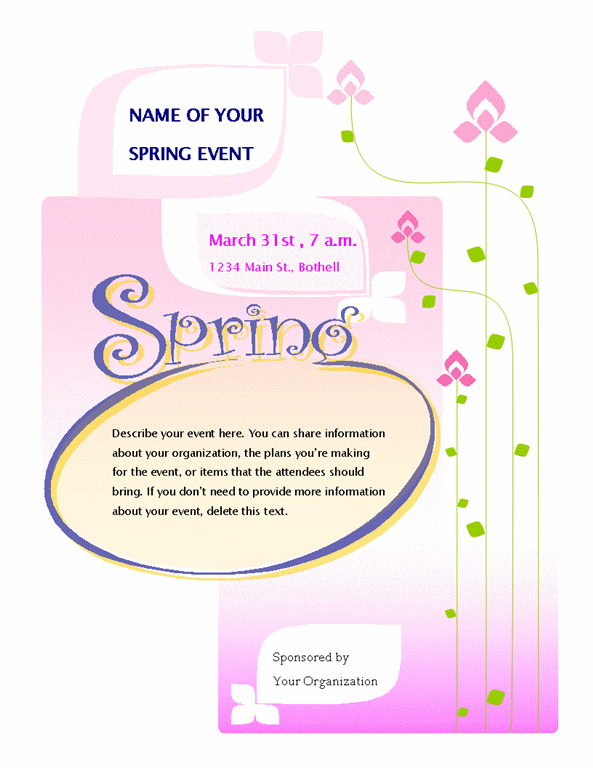 NAME OF YOUR
SPRING EVENT
March 31st , 7 a.m.
1234 Main St., Bothell
Spring
Describe your event here. You can share information
about your organization, the plans you're making
for the event, or items that the attendees should
bring. If you don't need to provide more information
about your event, delete this text.
Sponsored by
Your Organization